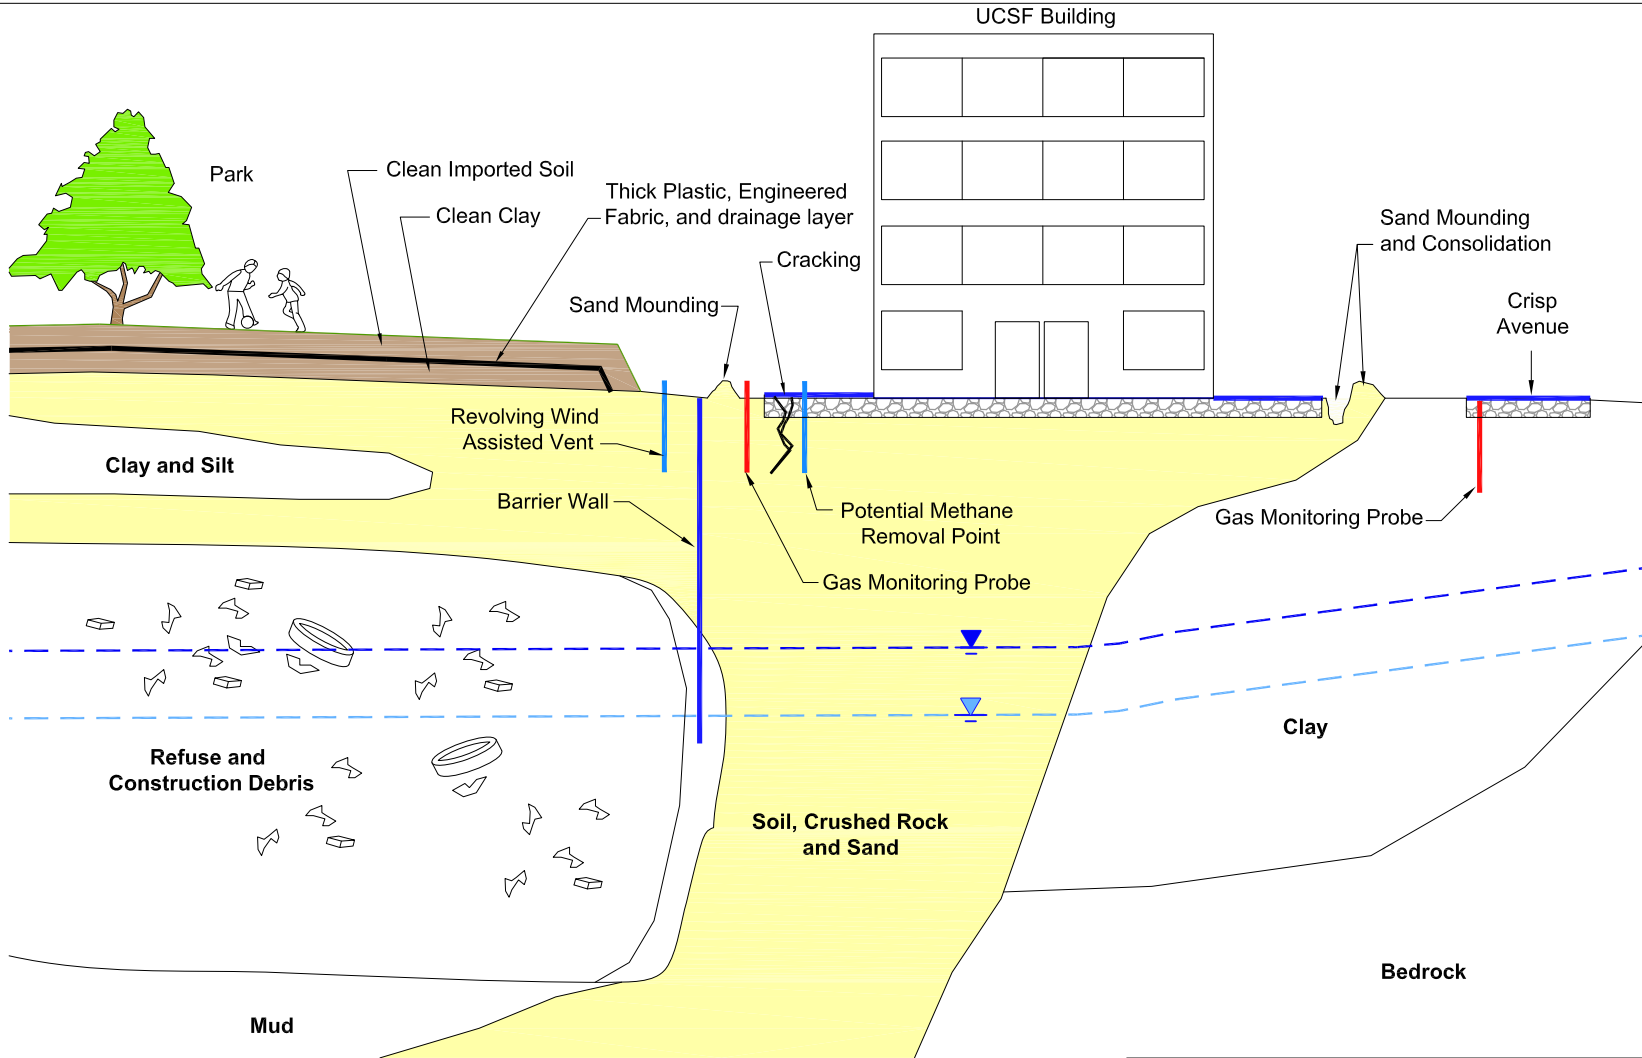 UCSF Building
Park
Clean Imported Soil
Clean Clay
Thick Plastic, Engineered
Fabric, and drainage layer
Cracking
Sand Mounding
Sand Mounding
and Consolidation
Crisp
Avenue
Revolving Wind
Assisted Vent
Clay and Silt
Barrier Wall
Potential Methane
Removal Point
Gas Monitoring Probe
Gas Monitoring Probe
Refuse and
Construction Debris
Clay
Soil, Crushed Rock
and Sand
Bedrock
Mud